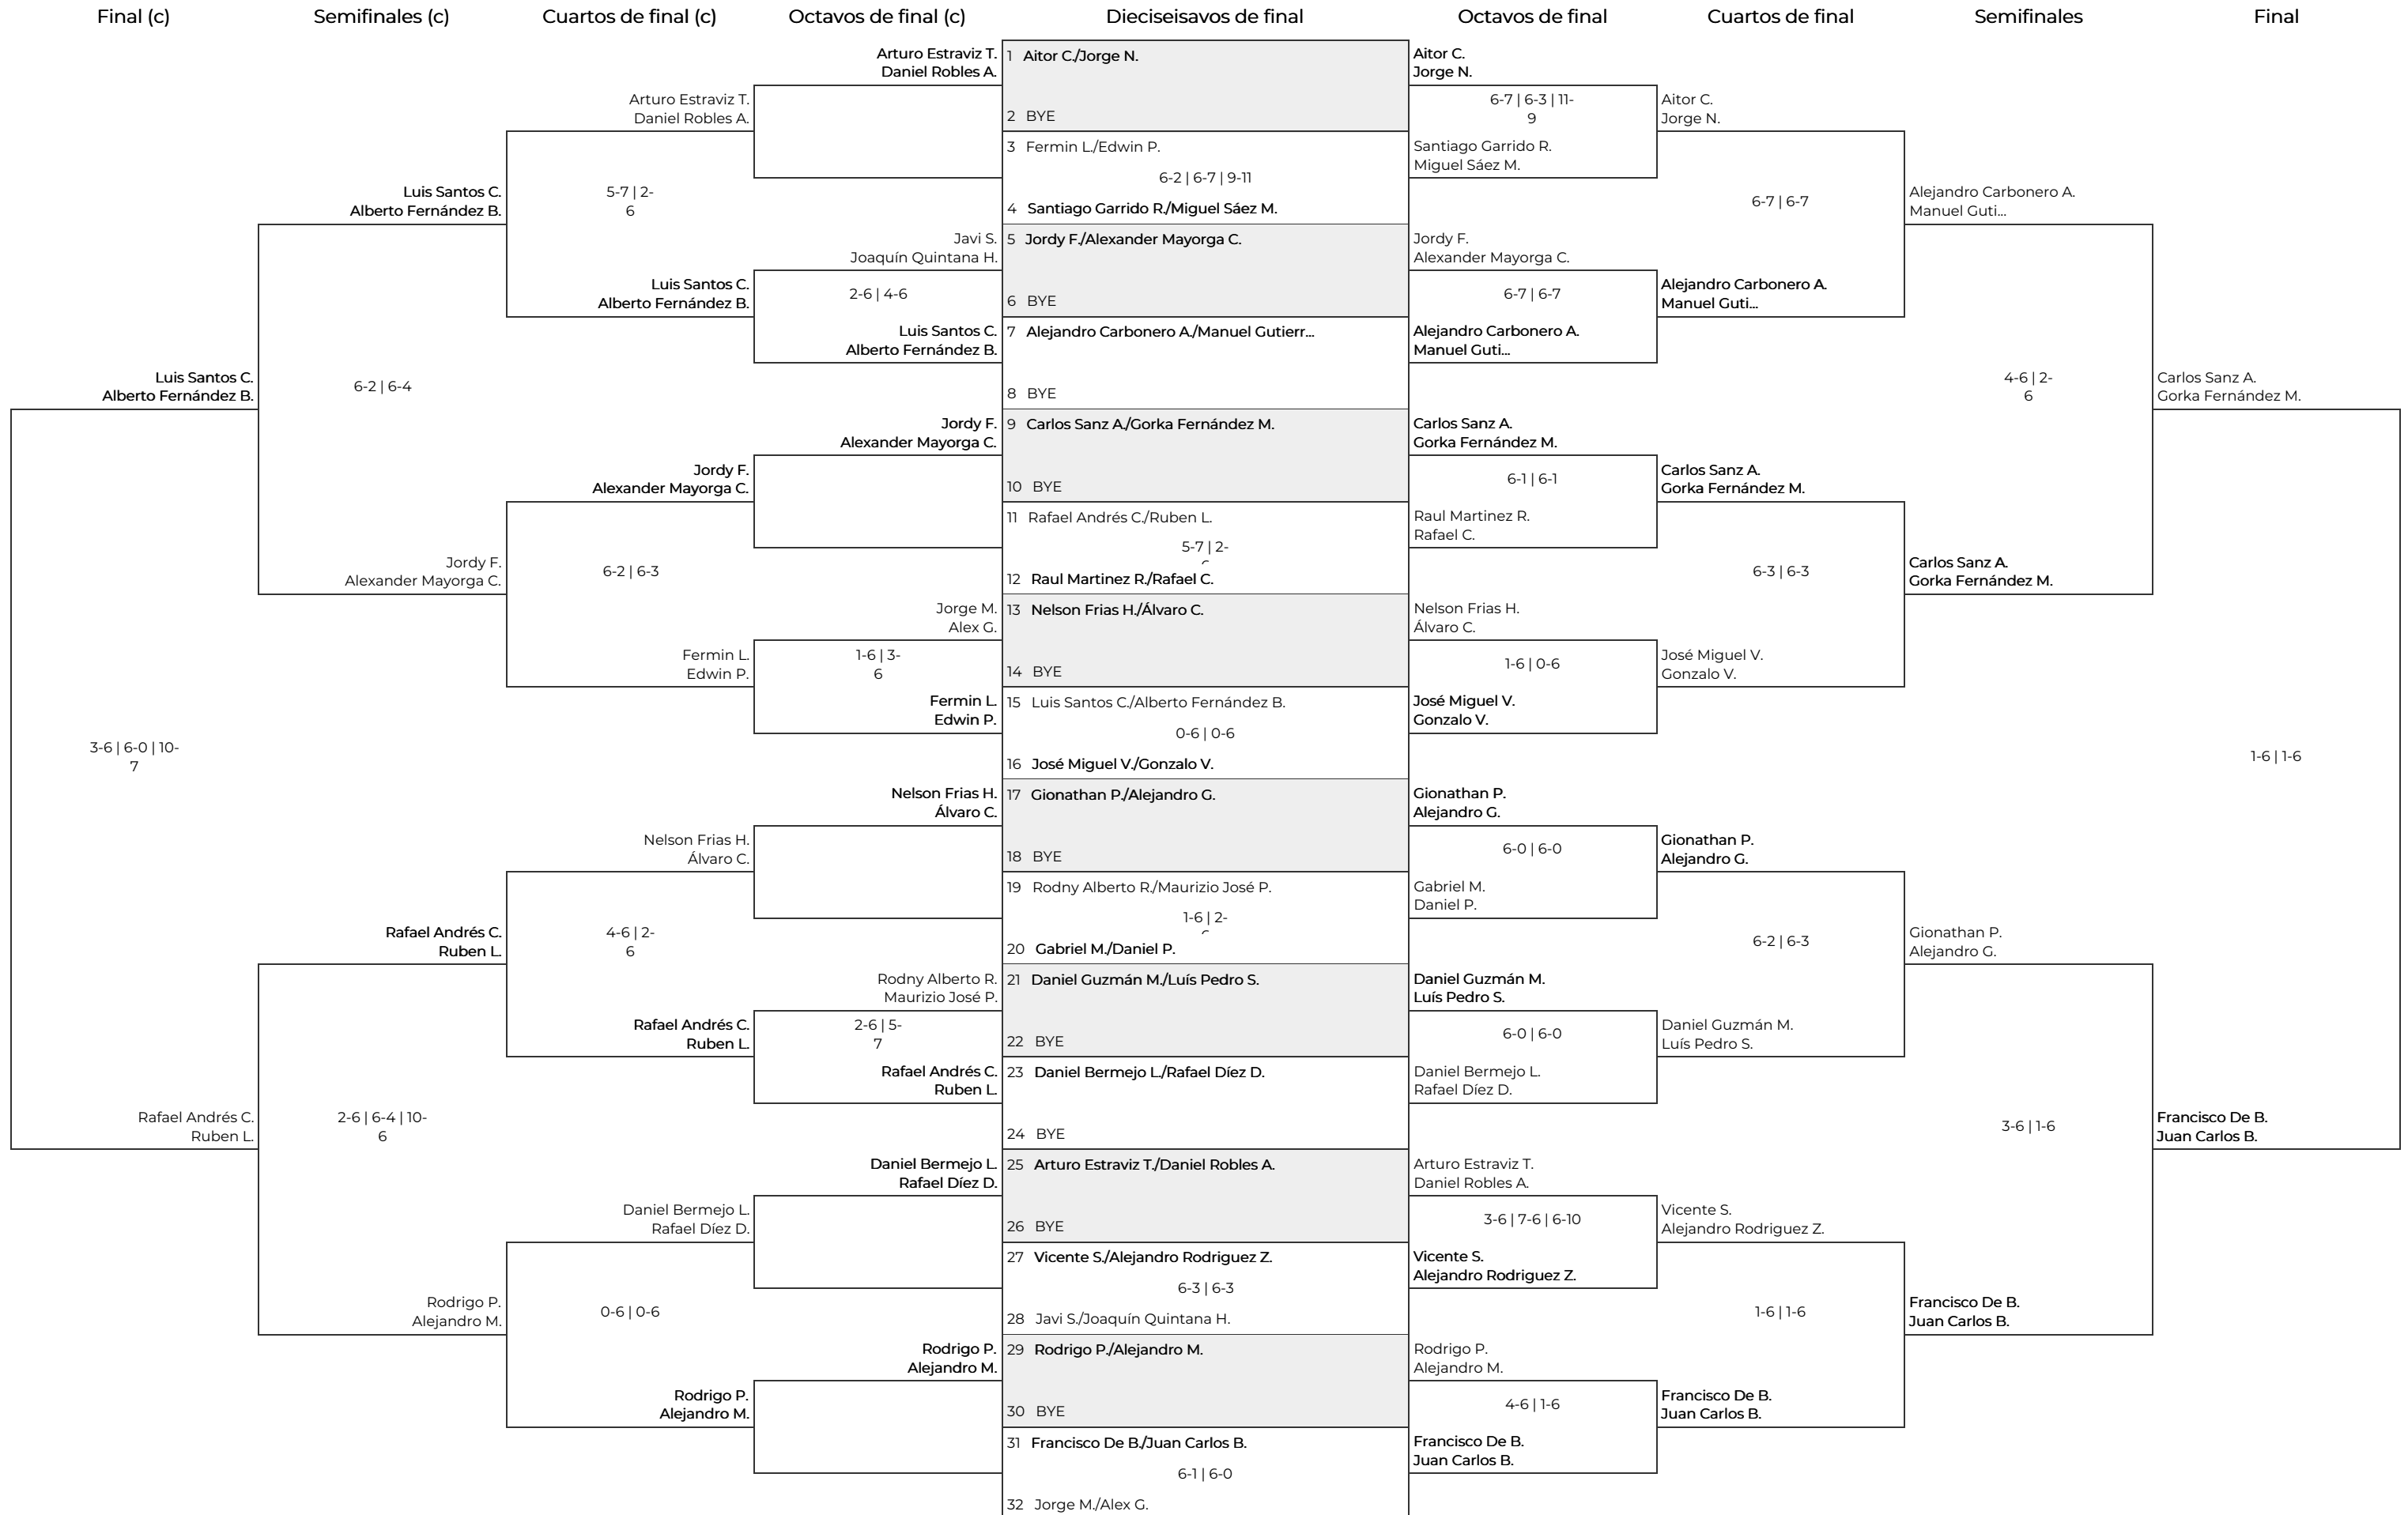 Final (c)
Semifinales (c)
Cuartos de final (c)
Octavos de final (c)
Dieciseisavos de final
Octavos de final
Cuartos de final
Semifinales
Final
Luis Santos C.
Alberto Fernández B.
3-6 | 6-0 | 10-
7
Rafael Andrés C.
Ruben L.
Luis Santos C.
Alberto Fernández B.
6-2 | 6-4
Jordy F.
Alexander Mayorga C.
Rafael Andrés C.
Ruben L.
2-6 | 6-4 | 10-
6
Rodrigo P.
Alejandro M.
Arturo Estraviz T.
Daniel Robles A.
5-7 | 2-
6
Luis Santos C.
Alberto Fernández B.
Jordy F.
Alexander Mayorga C.
6-2 | 6-3
Fermin L.
Edwin P.
Nelson Frias H.
Álvaro C.
4-6 | 2-
6
Rafael Andrés C.
Ruben L.
Daniel Bermejo L.
Rafael Díez D.
0-6 | 0-6
Rodrigo P.
Alejandro M.
Arturo Estraviz T.
Daniel Robles A.
Javi S.
Joaquín Quintana H.
2-6 | 4-6
Luis Santos C.
Alberto Fernández B.
Jordy F.
Alexander Mayorga C.
Jorge M.
Alex G.
1-6 | 3-
6
Fermin L.
Edwin P.
Nelson Frias H.
Álvaro C.
Rodny Alberto R.
Maurizio José P.
2-6 | 5-
7
Rafael Andrés C.
Ruben L.
Daniel Bermejo L.
Rafael Díez D.
Rodrigo P.
Alejandro M.
1 Aitor C./Jorge N.
2 BYE
3 Fermin L./Edwin P.
6-2 | 6-7 | 9-11
4 Santiago Garrido R./Miguel Sáez M.
5 Jordy F./Alexander Mayorga C.
6 BYE
7 Alejandro Carbonero A./Manuel Gutierr...
8 BYE
9 Carlos Sanz A./Gorka Fernández M.
10 BYE
11 Rafael Andrés C./Ruben L.
5-7 | 2-
12 Raul Martinez R./Rafael C.
13 Nelson Frias H./Álvaro C.
14 BYE
15 Luis Santos C./Alberto Fernández B.
0-6 | 0-6
16 José Miguel V./Gonzalo V.
17 Gionathan P./Alejandro G.
18 BYE
19 Rodny Alberto R./Maurizio José P.
1-6 | 2-
20 Gabriel M./Daniel P.
21 Daniel Guzmán M./Luís Pedro S.
22 BYE
23 Daniel Bermejo L./Rafael Díez D.
24 BYE
25 Arturo Estraviz T./Daniel Robles A.
26 BYE
27 Vicente S./Alejandro Rodriguez Z.
6-3 | 6-3
28 Javi S./Joaquín Quintana H.
29 Rodrigo P./Alejandro M.
30 BYE
31 Francisco De B./Juan Carlos B.
6-1 | 6-0
32 Jorge M./Alex G.
Aitor C.
Jorge N.
6-7 | 6-3 | 11-
9
Santiago Garrido R.
Miguel Sáez M.
Jordy F.
Alexander Mayorga C.
6-7 | 6-7
Alejandro Carbonero A.
Manuel Guti...
Carlos Sanz A.
Gorka Fernández M.
6-1 | 6-1
Raul Martinez R.
Rafael C.
Nelson Frias H.
Álvaro C.
1-6 | 0-6
José Miguel V.
Gonzalo V.
Gionathan P.
Alejandro G.
6-0 | 6-0
Gabriel M.
Daniel P.
Daniel Guzmán M.
Luís Pedro S.
6-0 | 6-0
Daniel Bermejo L.
Rafael Díez D.
Arturo Estraviz T.
Daniel Robles A.
3-6 | 7-6 | 6-10
Vicente S.
Alejandro Rodriguez Z.
Rodrigo P.
Alejandro M.
4-6 | 1-6
Francisco De B.
Juan Carlos B.
Aitor C.
Jorge N.
6-7 | 6-7
Alejandro Carbonero A.
Manuel Guti...
Carlos Sanz A.
Gorka Fernández M.
6-3 | 6-3
José Miguel V.
Gonzalo V.
Gionathan P.
Alejandro G.
6-2 | 6-3
Daniel Guzmán M.
Luís Pedro S.
Vicente S.
Alejandro Rodriguez Z.
1-6 | 1-6
Francisco De B.
Juan Carlos B.
Alejandro Carbonero A.
Manuel Guti...
4-6 | 2-
6
Carlos Sanz A.
Gorka Fernández M.
Gionathan P.
Alejandro G.
3-6 | 1-6
Francisco De B.
Juan Carlos B.
Carlos Sanz A.
Gorka Fernández M.
1-6 | 1-6
Francisco De B.
Juan Carlos B.